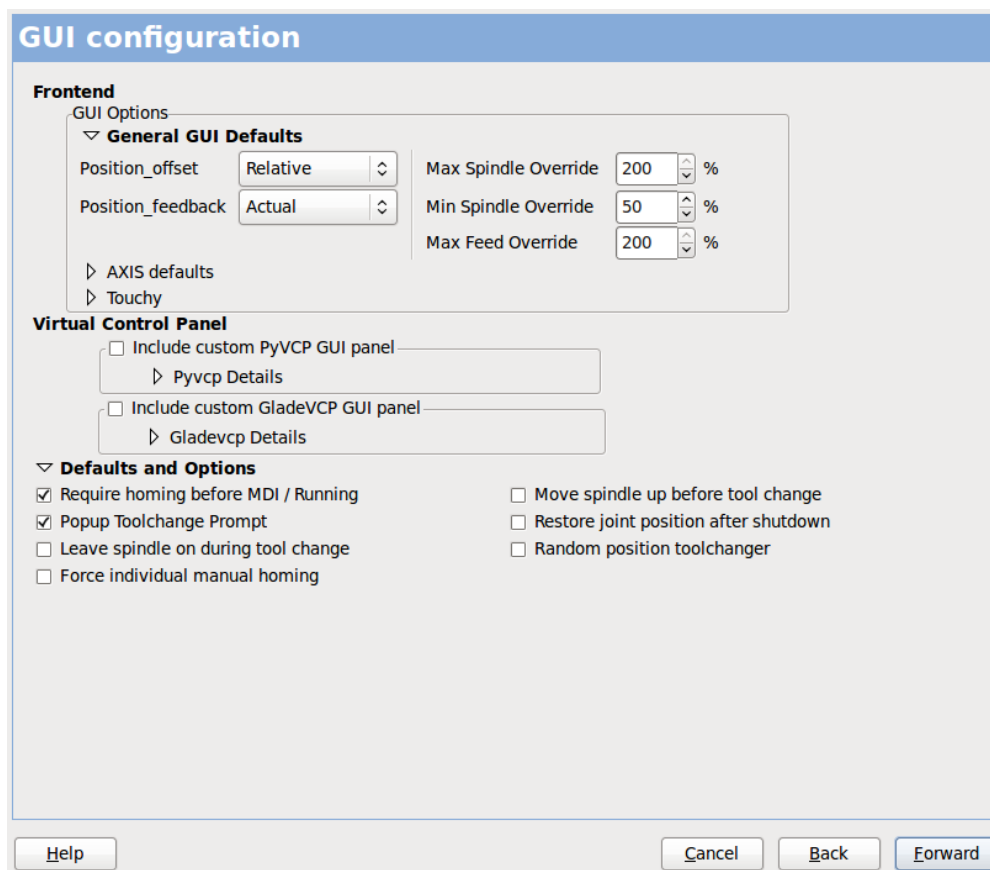 GUI configuration
Frontend
GUI Options
General GUI Defaults
Position_offset Relative Max Spindle Override 200 %
Position_feedback Actual Min Spindle Override 50 %
Max Feed Override 200 %
AXIS defaults
Touchy
Virtual Control Panel
Include custom PyVCP GUI panel
Pyvcp Details
Include custom GladeVCP GUI panel
Gladevcp Details
Defaults and Options
Require homing before MDI / Running Move spindle up before tool change
Popup Toolchange Prompt Restore joint position after shutdown
Leave spindle on during tool change Random position toolchanger
Force individual manual homing
Help Cancel Back Forward